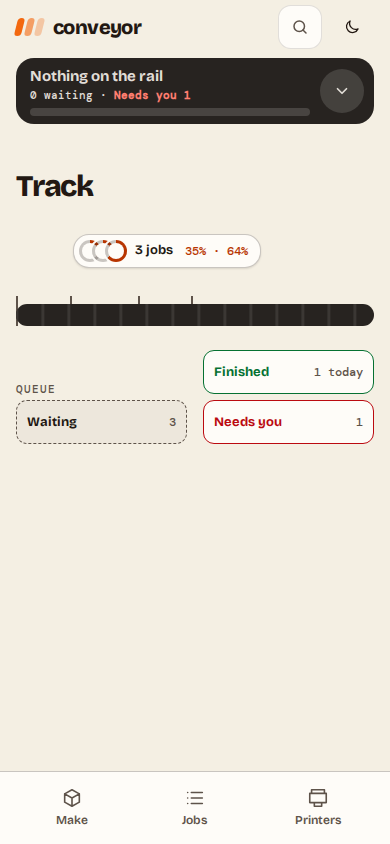 conveyor
Nothing on the rail
0 waiting · Needs you 1
Track
3 jobs 35% · 64%
Finished 1 today
QUEUE
Waiting 3
Needs you 1
Make Jobs Printers